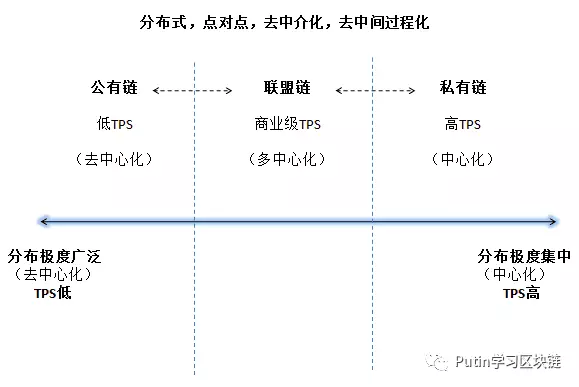 分布式，点对点，去中介化，去中间过程化
公有链 联盟链 私有链
低TPS 商业级TPS 高TPS
（去中心化） （多中心化） （中心化）
分布极度广泛 分布极度集中
（去中心化） （中心化）
TPS低 TPS高
Putin学习区块链